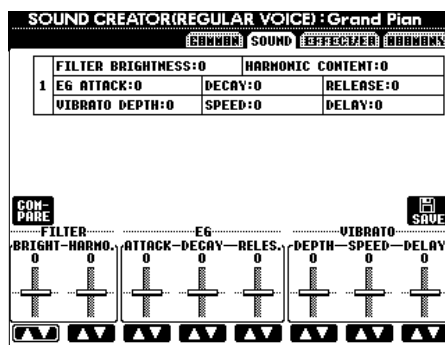 SOUND CREATOR(REGULAR VOICE) : Grand Pian
COMMON SOUND EFFECT/EQ HARMONY
FILTER BRIGHTNESS:0 HARMONIC CONTENT:0
1 EG ATTACK:0 DECAY:0 RELEASE:0
VIBRATO DEPTH:0 SPEED:0 DELAY:0
COM-
PARE
SAVE
FILTER EG VIBRATO
BRIGHT-HARMO. ATTACK-DECAY-RELES. DEPTH-SPEED-DELAY
0 0 0 0 0 0 0 0